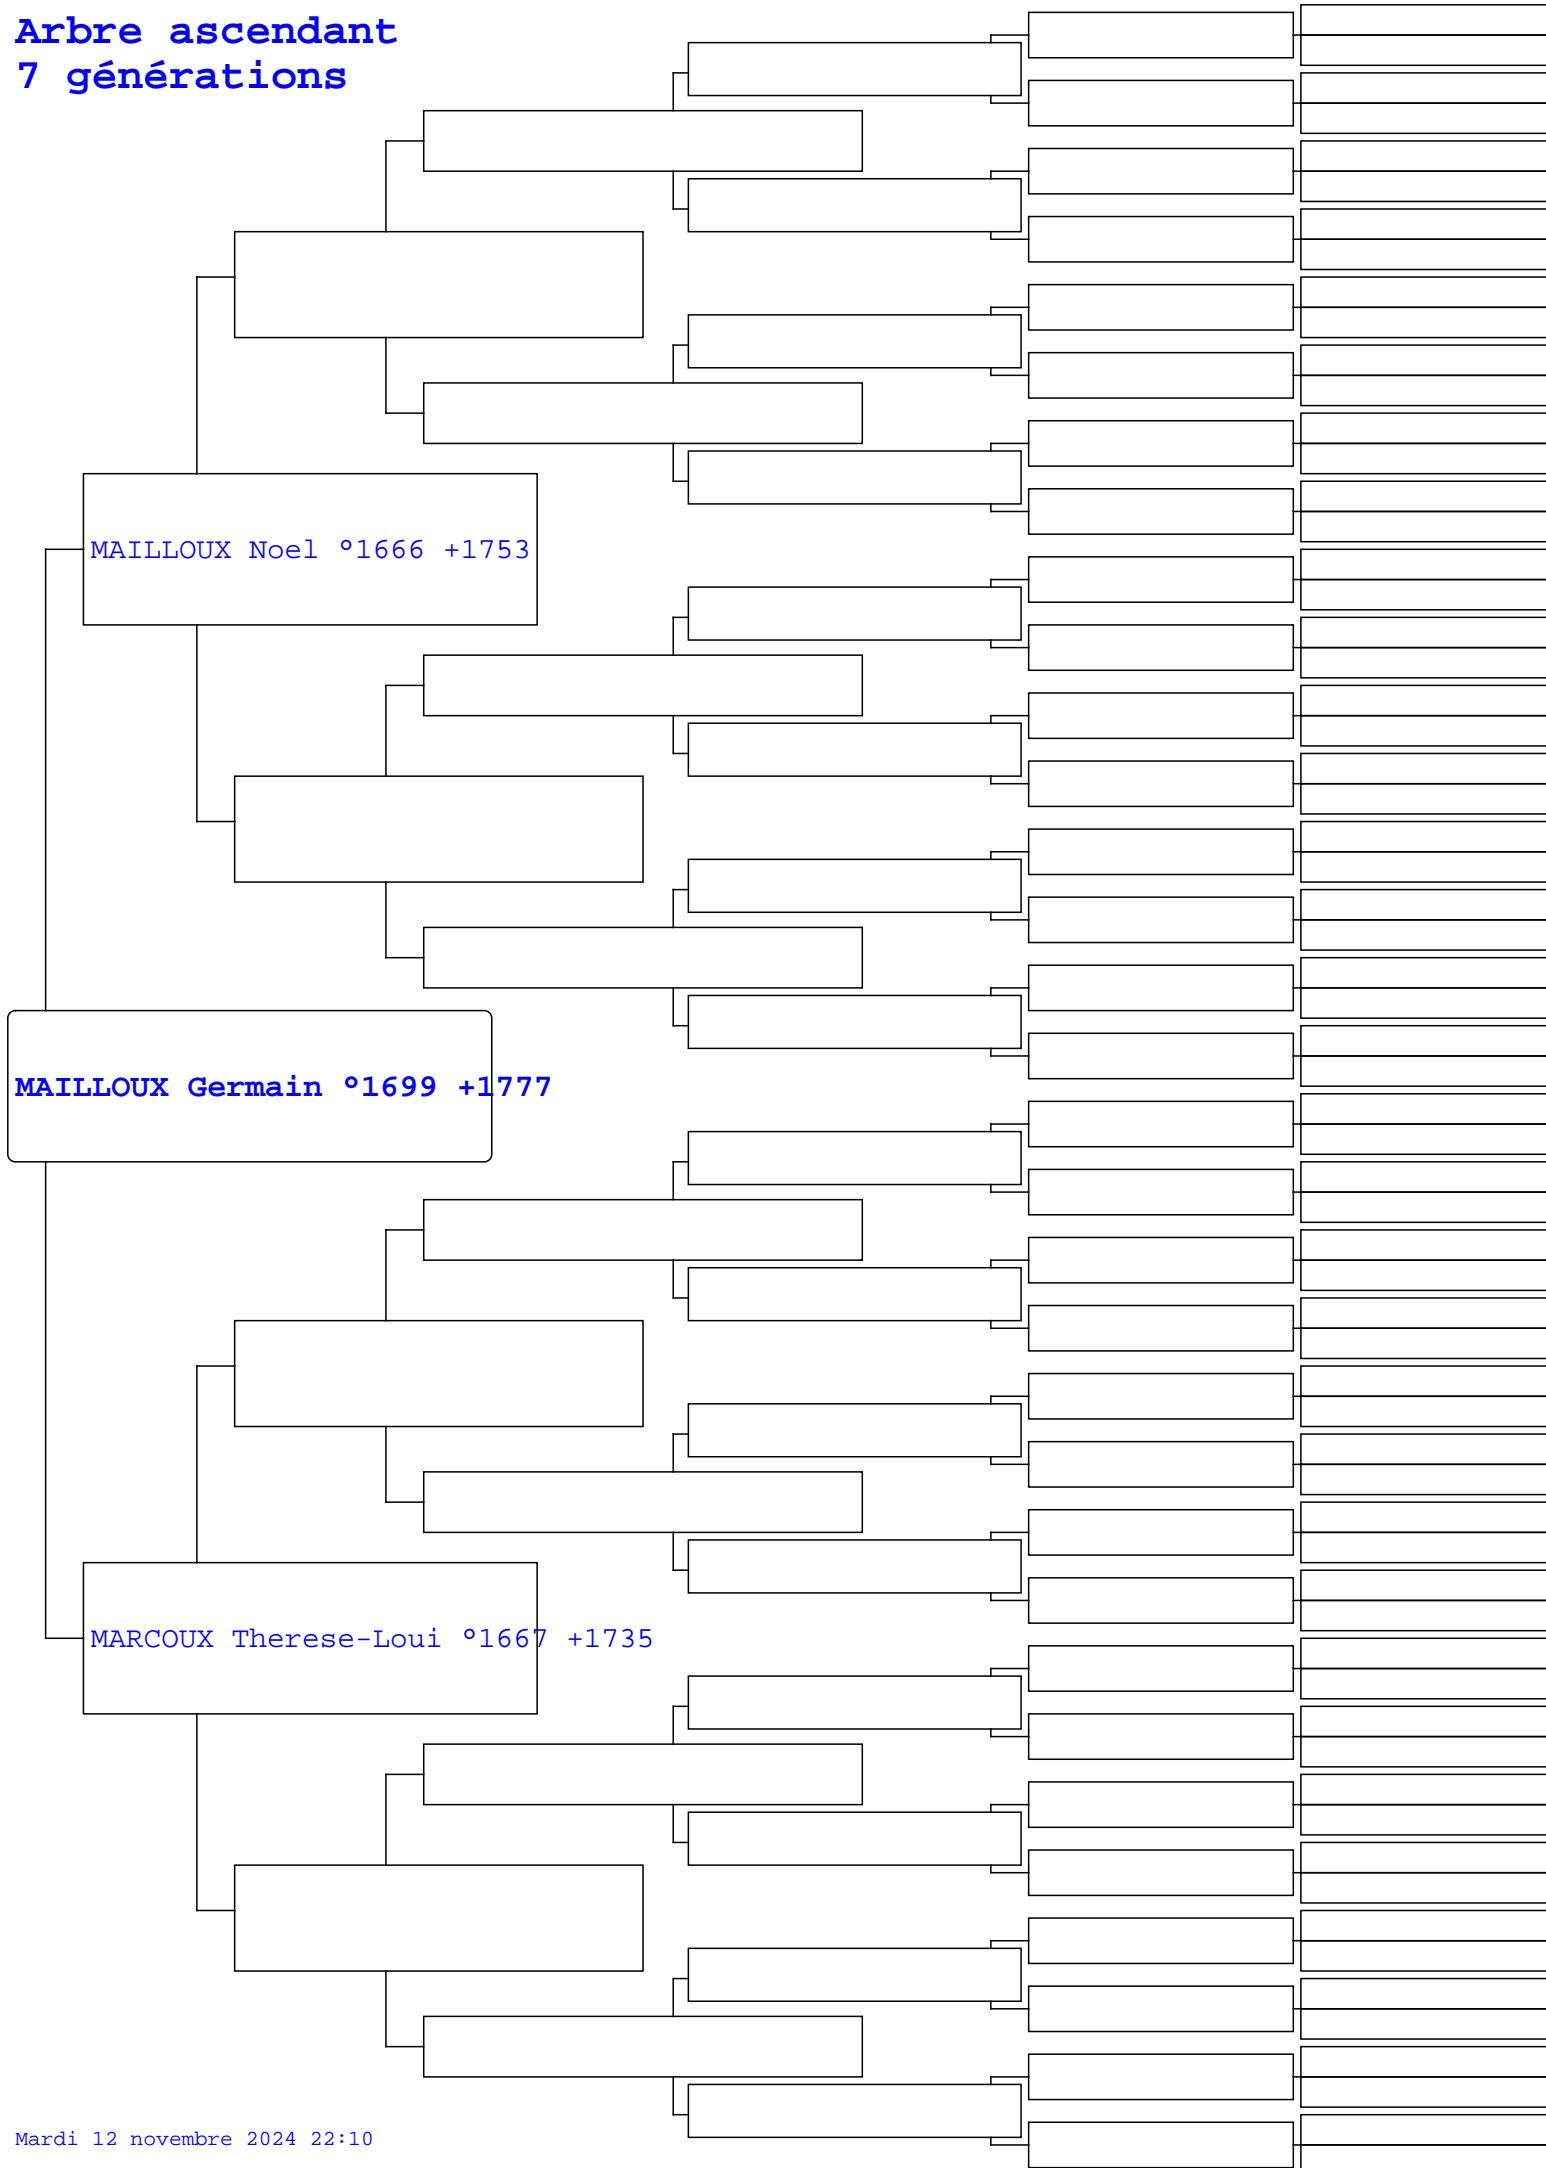 Arbre ascendant
7 générations
MAILLOUX Noel °1666 +1753
MAILLOUX Germain °1699 +1777
MARCOUX Therese-Loui °1667 +1735
Mardi 12 novembre 2024 22:10